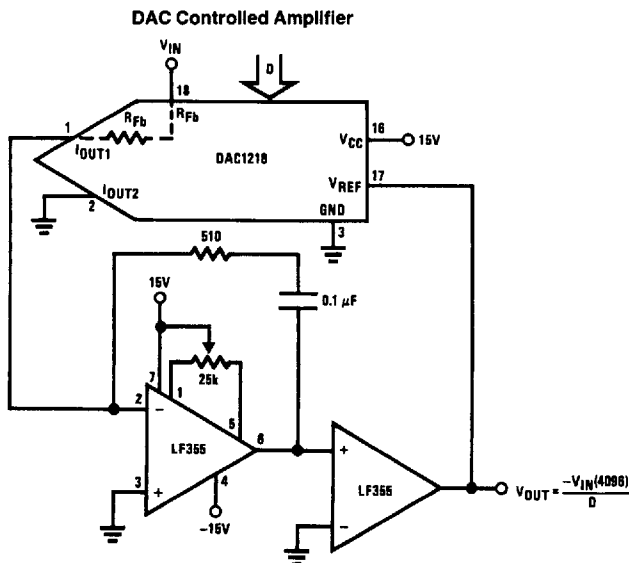 DAC Controlled Amplifier
VIN
D
18
RFb
RFb
1
IOUT1
DAC1218
VCC
16
15V
17
VREF
IOUT2
2
GND
3
510
15V
0.1 µF
7
1
25k
2
−
5
6
LF355
+
3
4
−15V
+
LF355
−
VOUT = −VIN(4096)
D